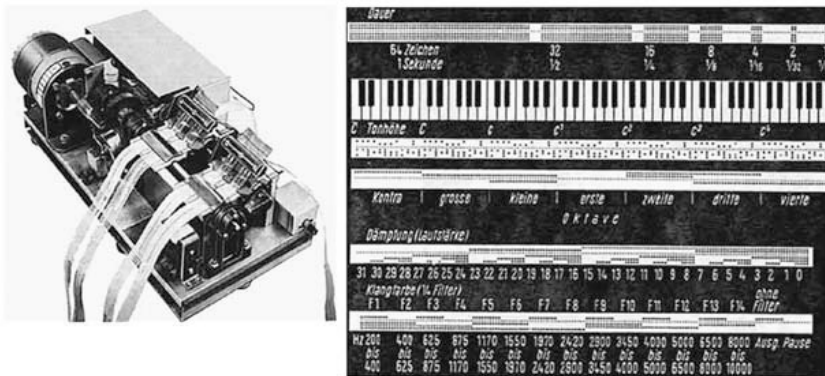 Dauer
64 Zeichen 32 16 8 4 2
1 Sekunde 1/2 1/4 1/8 1/16 1/32
C Tonhöhe C c c¹ c² c³ c⁴
Kontra grosse kleine erste zweite dritte vierte
Oktave
Dämpfung (Lautstärke)
31 30 29 28 27 26 25 24 23 22 21 20 19 18 17 16 15 14 13 12 11 10 9 8 7 6 5 4 3 2 1 0
Klangfarbe (14 Filter)
F1 F2 F3 F4 F5 F6 F7 F8 F9 F10 F11 F12 F13 F14 ohne Filter
Hz 200 400 625 875 1170 1550 1970 2420 2900 3450 4000 5000 6500 8000 Ausg. Pause
bis bis bis bis bis bis bis bis bis bis bis bis bis bis
400 625 875 1170 1550 1970 2420 2800 3450 4000 5000 6500 8000 10000